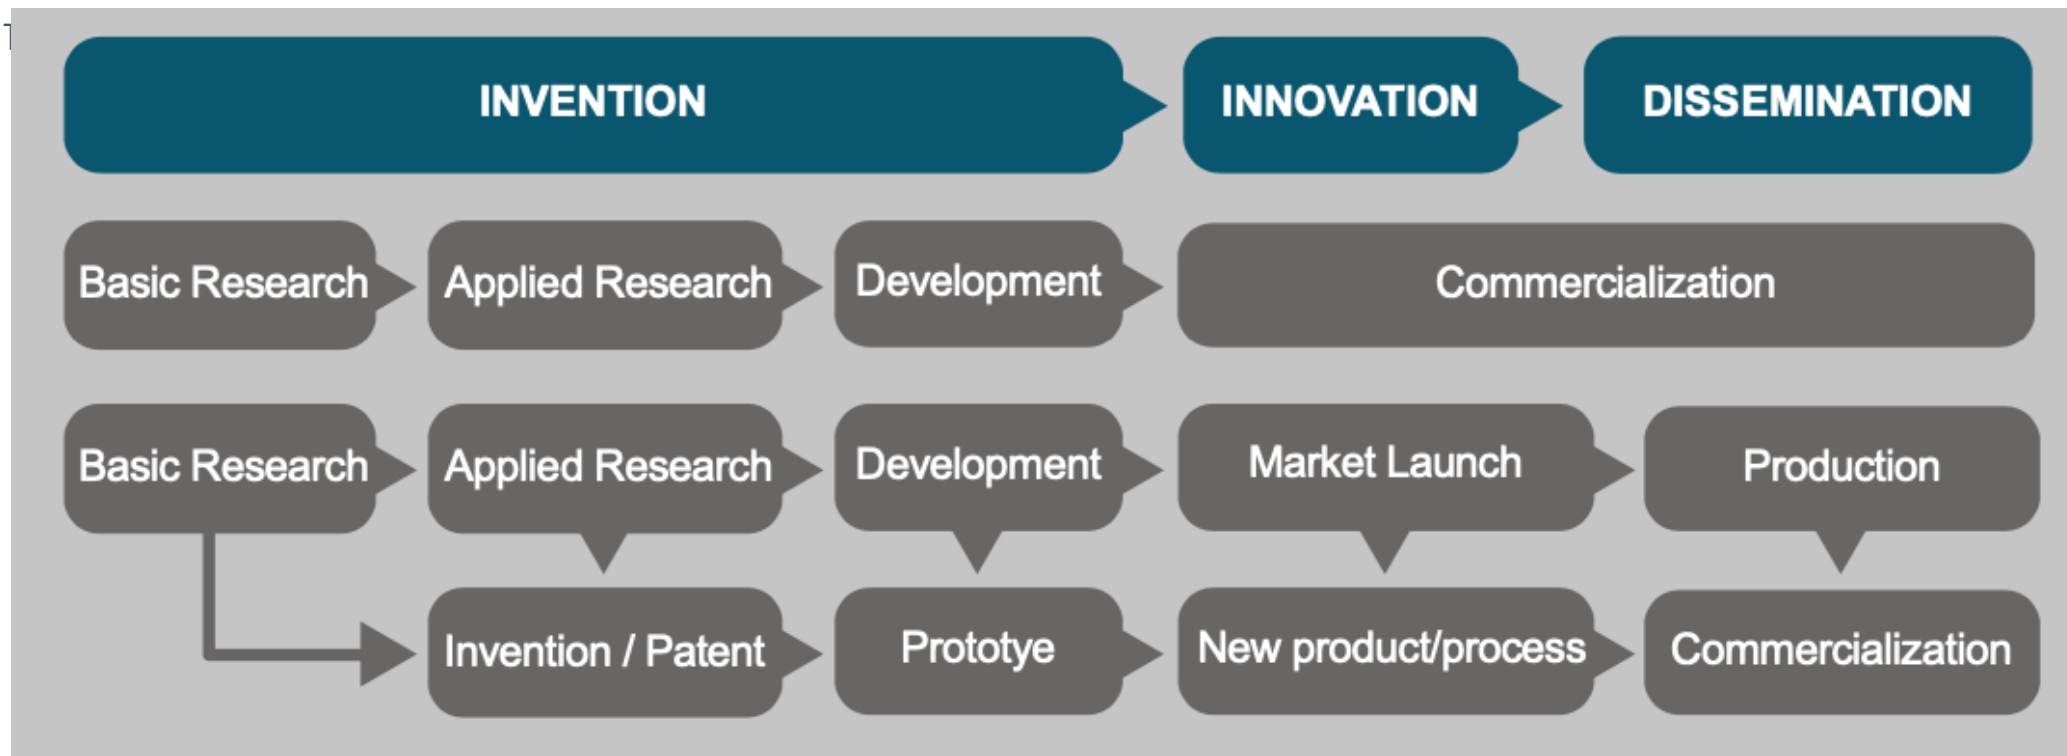 INVENTION
INNOVATION
DISSEMINATION
Basic Research
Applied Research
Development
Commercialization
Basic Research
Applied Research
Development
Market Launch
Production
Invention / Patent
Prototye
New product/process
Commercialization